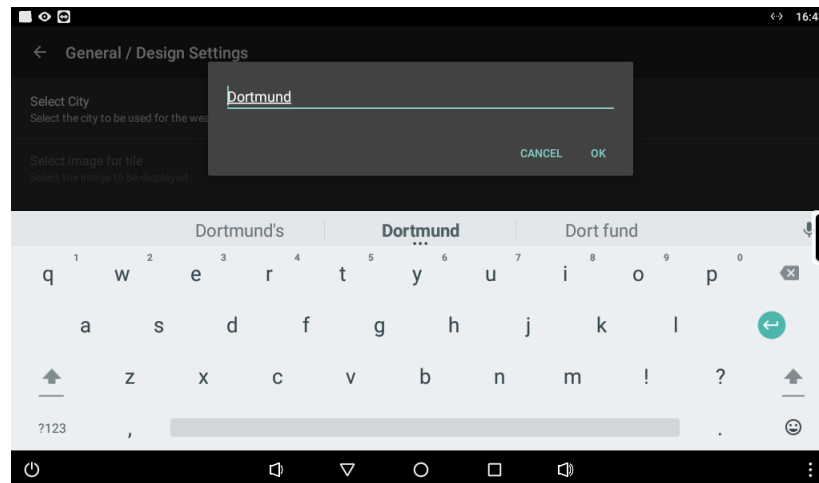 16:4
General / Design Settings
Select City
Select the city to be used for the wea
Dortmund
CANCEL OK
Select image for tile
Select the image to be displayed
Dortmund's Dortmund Dort fund
1 2 3 4 5 6 7 8 9 0
q w e r t y u i o p
a s d f g h j k l
z x c v b n m ! ?
?123 , .